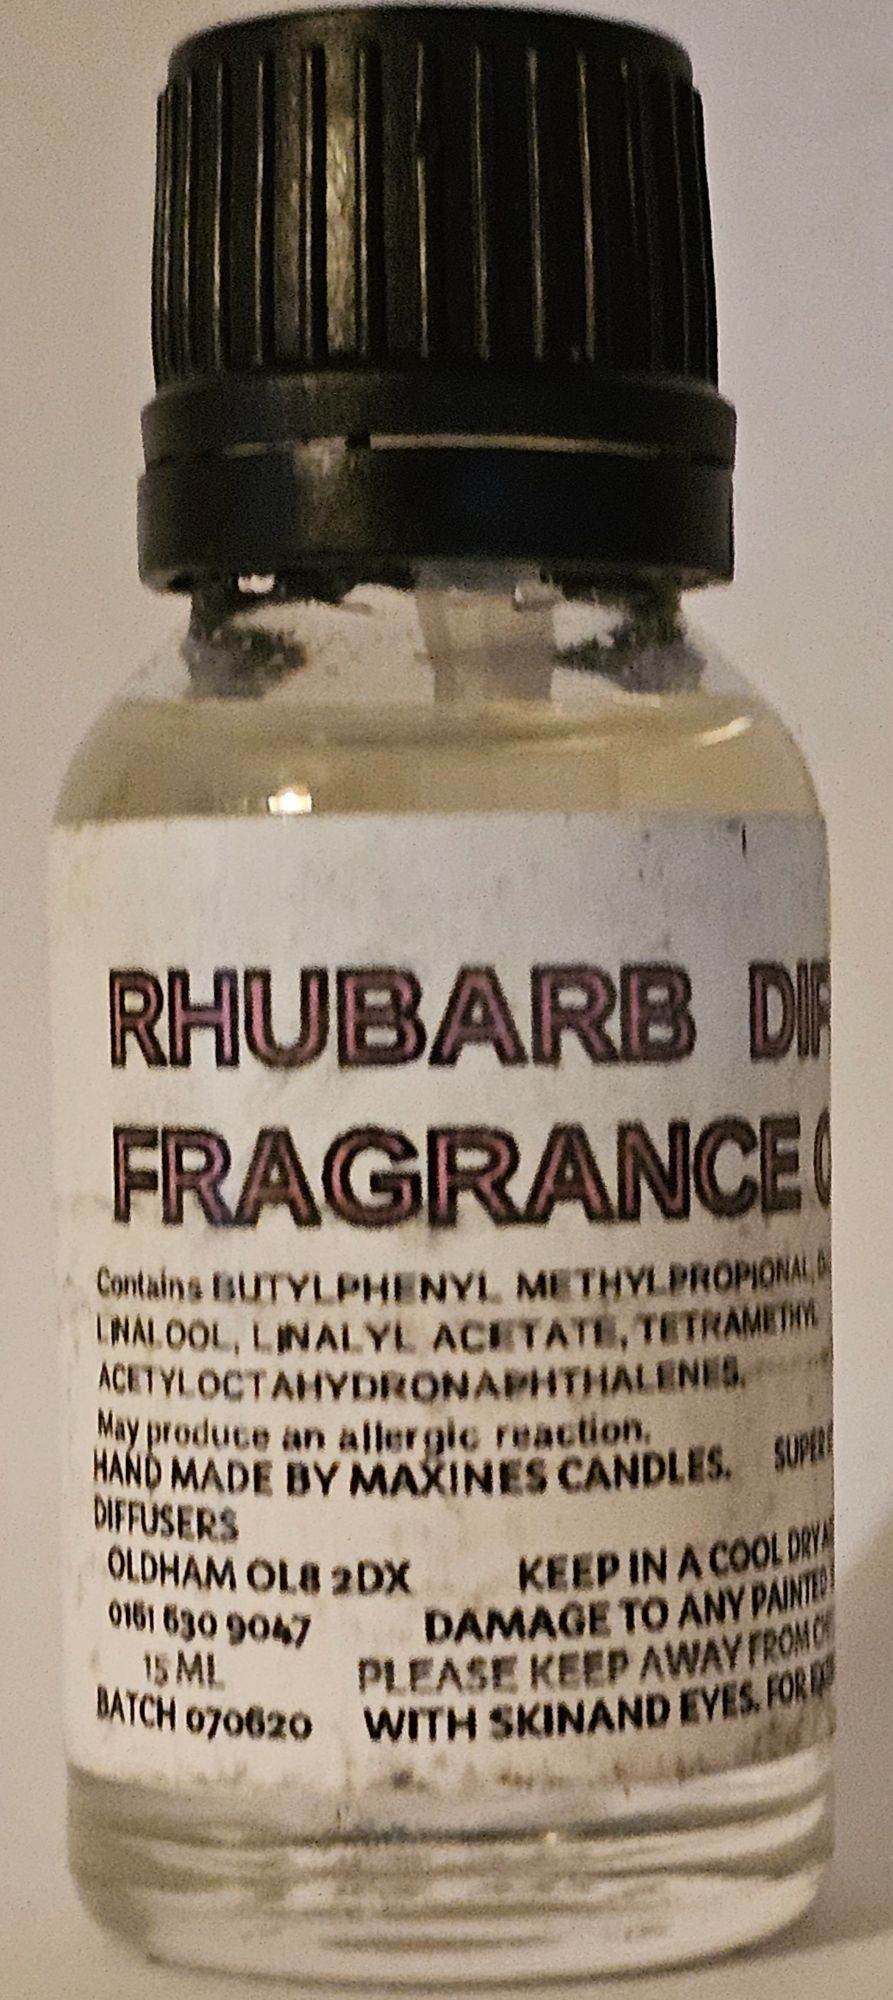 RHUBARB
FRAGRANCE
Contains BUTYLPHENYL METHYLPROPIONAL,
LINALOOL, LINALYL ACETATE, TETRAMETHYL
ACETYLOCTAHYDRONAPHTHALENES.
May produce an allergic reaction.
HAND MADE BY MAXINES CANDLES. SUPER
DIFFUSERS
OLDHAM OL8 2DX KEEP IN A COOL DRY
0161 630 9047 DAMAGE TO ANY PAINTED
15 ML PLEASE KEEP AWAY FROM
BATCH 070620 WITH SKINAND EYES. FOR